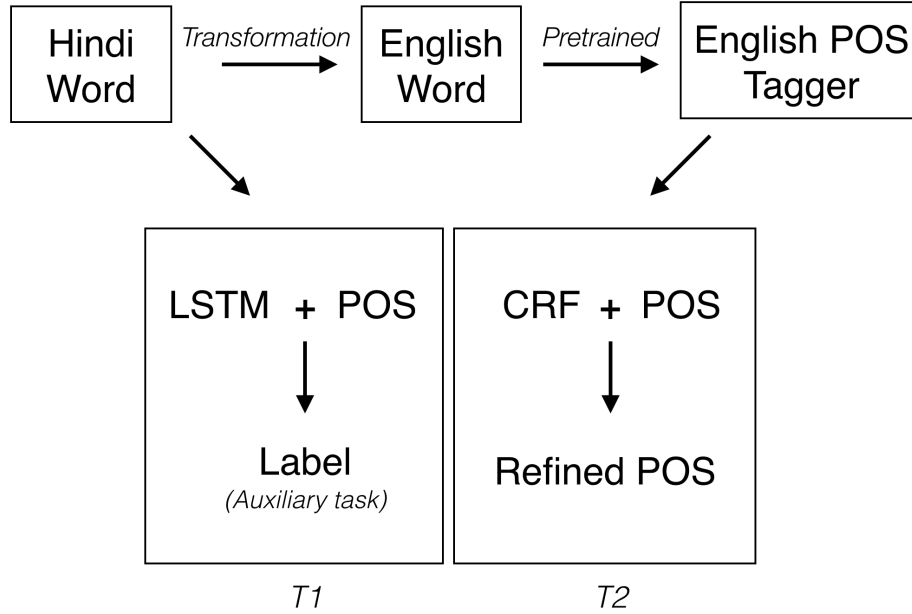 Hindi
Word
Transformation
English
Word
Pretrained
English POS
Tagger
LSTM + POS
Label
(Auxiliary task)
T1
CRF + POS
Refined POS
T2